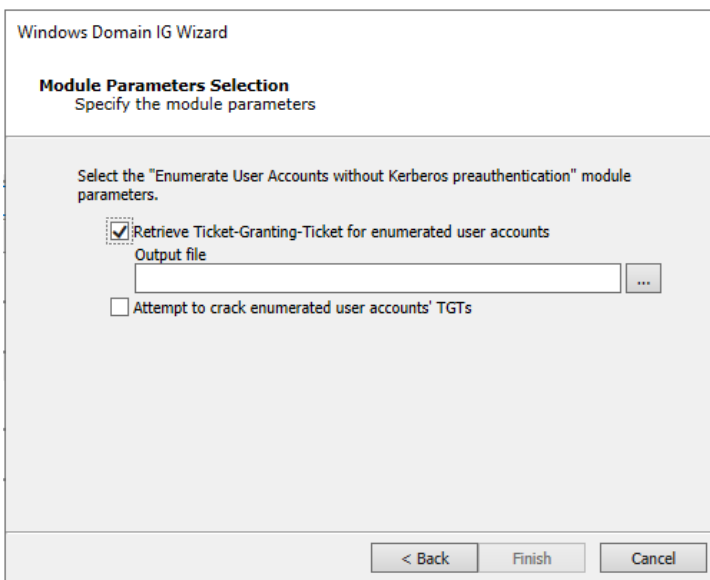 Windows Domain IG Wizard
Module Parameters Selection
Specify the module parameters
Select the "Enumerate User Accounts without Kerberos preauthentication" module
parameters.
Retrieve Ticket-Granting-Ticket for enumerated user accounts
Output file
...
Attempt to crack enumerated user accounts' TGTs
< Back
Finish
Cancel